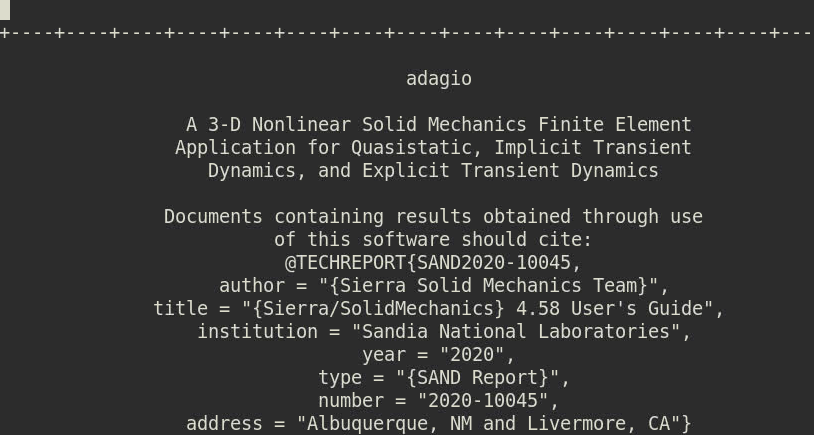 +----+----+----+----+----+----+----+----+----+----+----+----+----+----+---
adagio
A 3-D Nonlinear Solid Mechanics Finite Element
Application for Quasistatic, Implicit Transient
Dynamics, and Explicit Transient Dynamics
Documents containing results obtained through use
of this software should cite:
@TECHREPORT{SAND2020-10045,
author = "{Sierra Solid Mechanics Team}",
title = "{Sierra/SolidMechanics} 4.58 User's Guide",
institution = "Sandia National Laboratories",
year = "2020",
type = "{SAND Report}",
number = "2020-10045",
address = "Albuquerque, NM and Livermore, CA"}